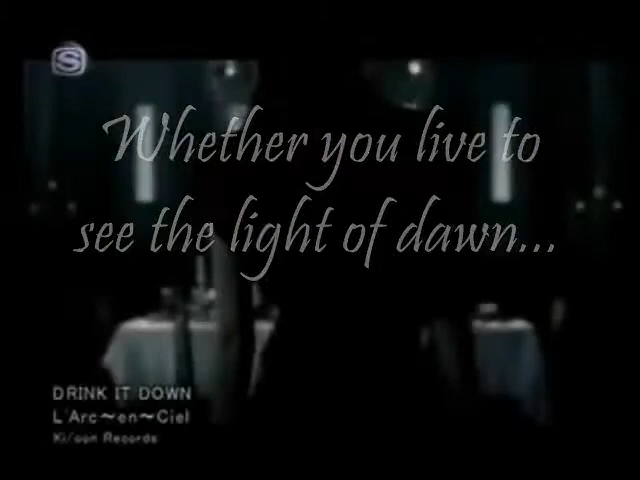 S
Whether you live to
see the light of dawn...
DRINK IT DOWN
L'Arc～en～Ciel
Ki/oon Records